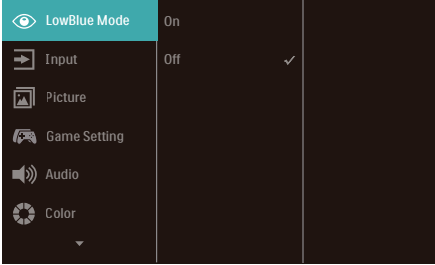 LowBlue Mode
On
Input
Off
Picture
Game Setting
Audio
Color